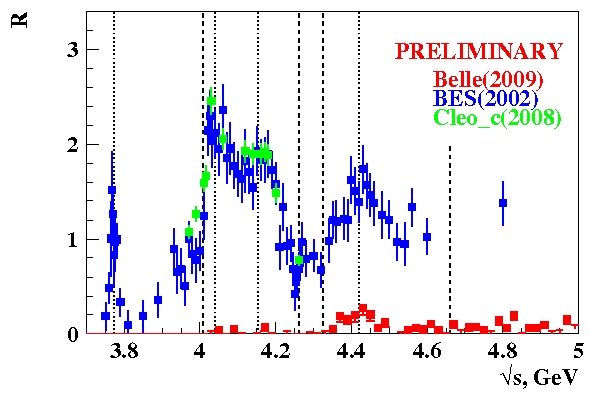 R
3
PRELIMINARY
Belle(2009)
BES(2002)
Cleo_c(2008)
2
1
0
3.8 4 4.2 4.4 4.6 4.8 5
√s, GeV